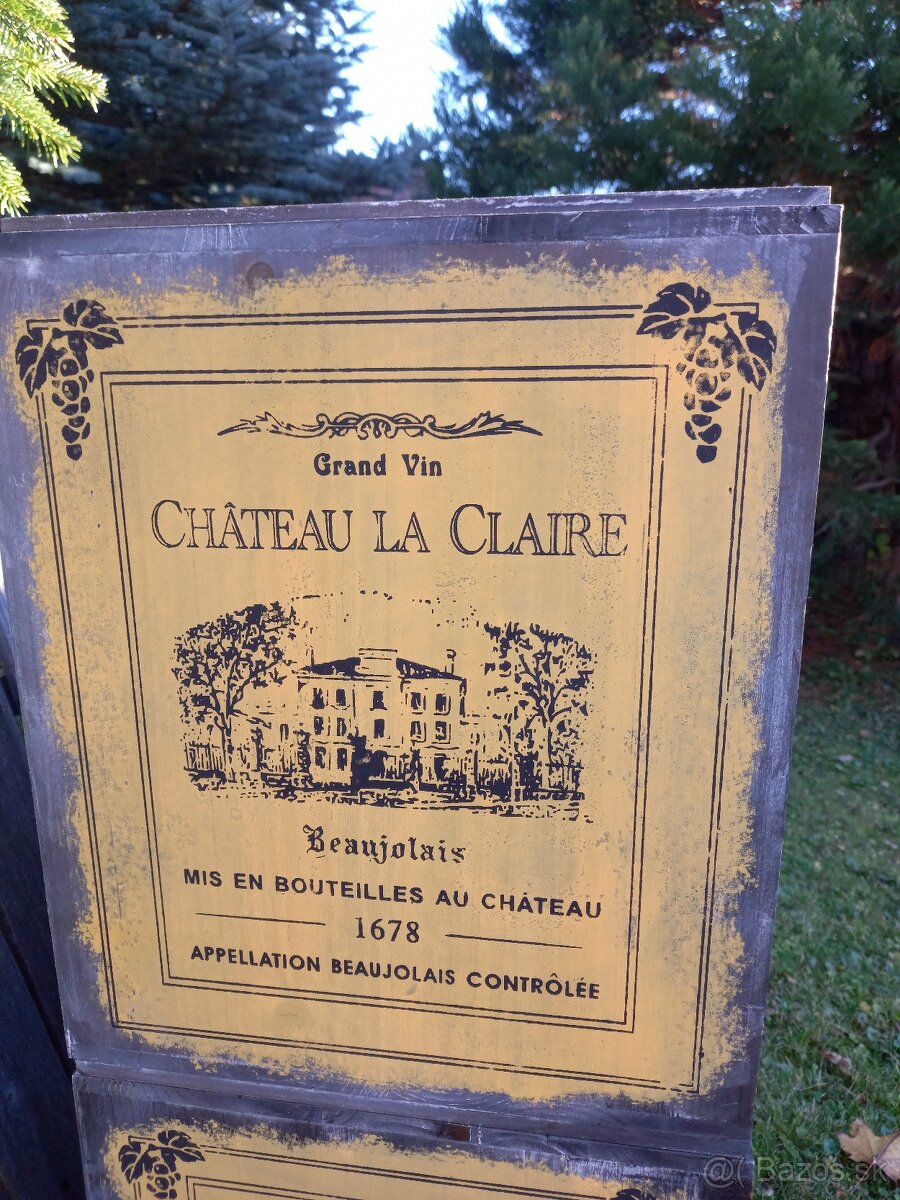 Grand Vin
CHÂTEAU LA CLAIRE
Beaujolais
MIS EN BOUTEILLES AU CHÂTEAU
1678
APPELLATION BEAUJOLAIS CONTRÔLÉE
@(Bazos.sk